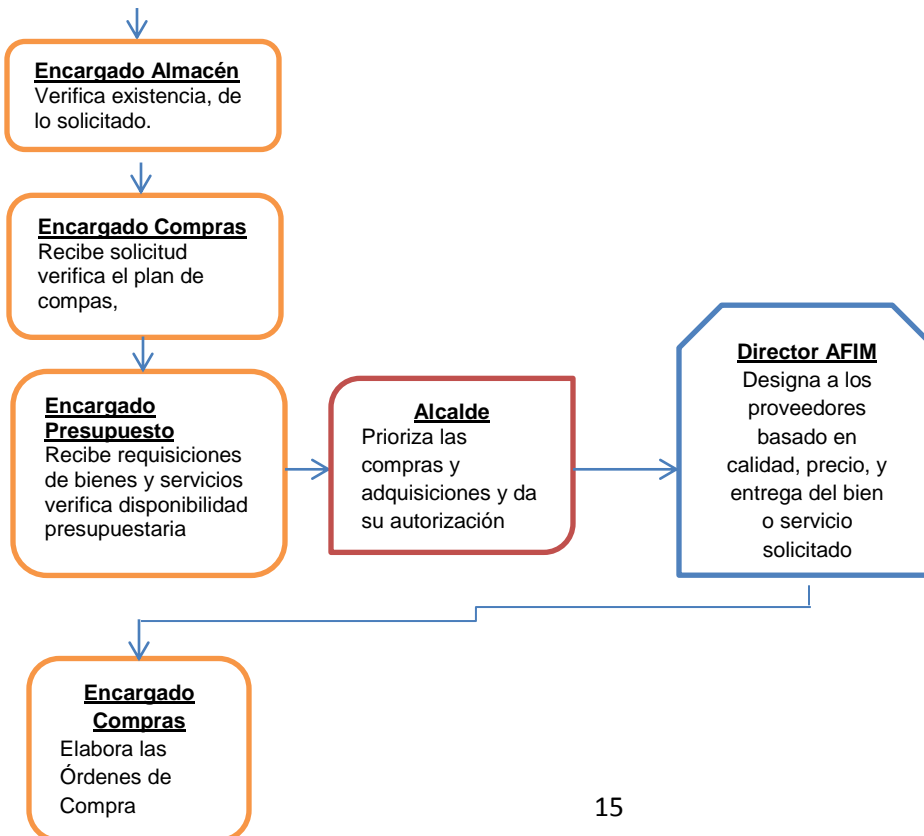 Encargado Almacén
Verifica existencia, de
lo solicitado.
Encargado Compras
Recibe solicitud
verifica el plan de
compas,
Encargado
Presupuesto
Recibe requisiciones
de bienes y servicios
verifica disponibilidad
presupuestaria
Alcalde
Prioriza las
compras y
adquisiciones y da
su autorización
Director AFIM
Designa a los
proveedores
basado en
calidad, precio, y
entrega del bien
o servicio
solicitado
Encargado
Compras
Elabora las
Órdenes de
Compra
15